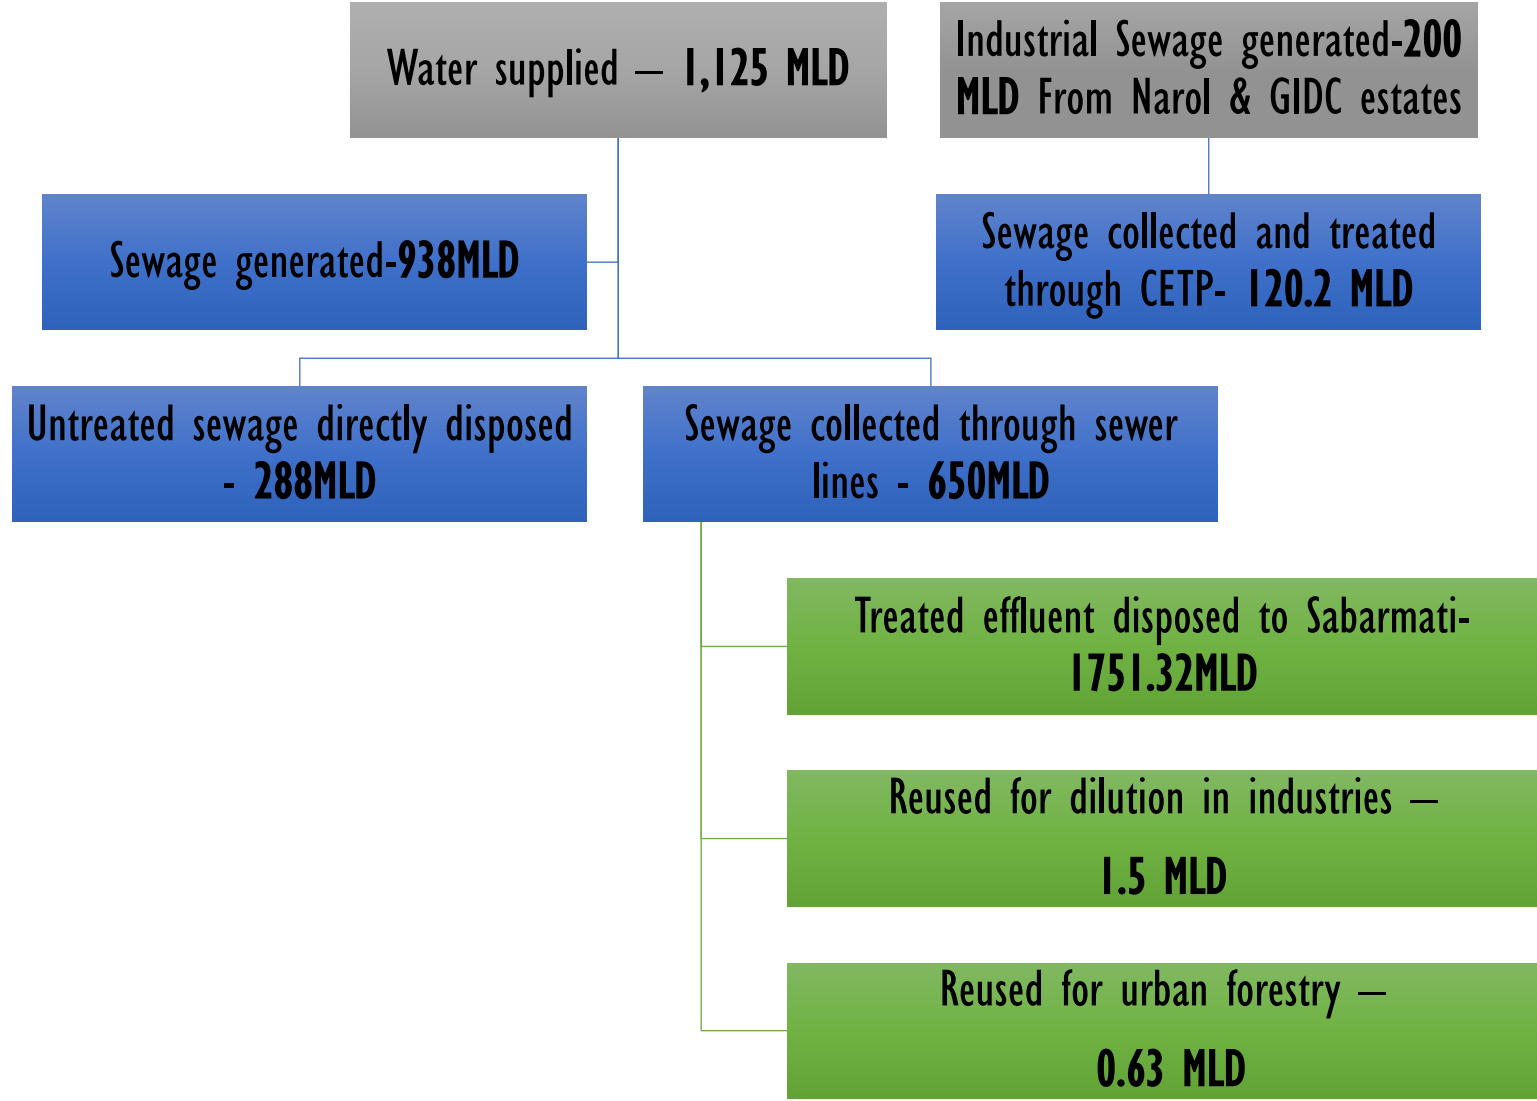 Water supplied – 1,125 MLD
Industrial Sewage generated-200
MLD From Narol & GIDC estates
Sewage generated-938MLD
Sewage collected and treated
through CETP- 120.2 MLD
Untreated sewage directly disposed
- 288MLD
Sewage collected through sewer
lines - 650MLD
Treated effluent disposed to Sabarmati-
1751.32MLD
Reused for dilution in industries –
1.5 MLD
Reused for urban forestry –
0.63 MLD